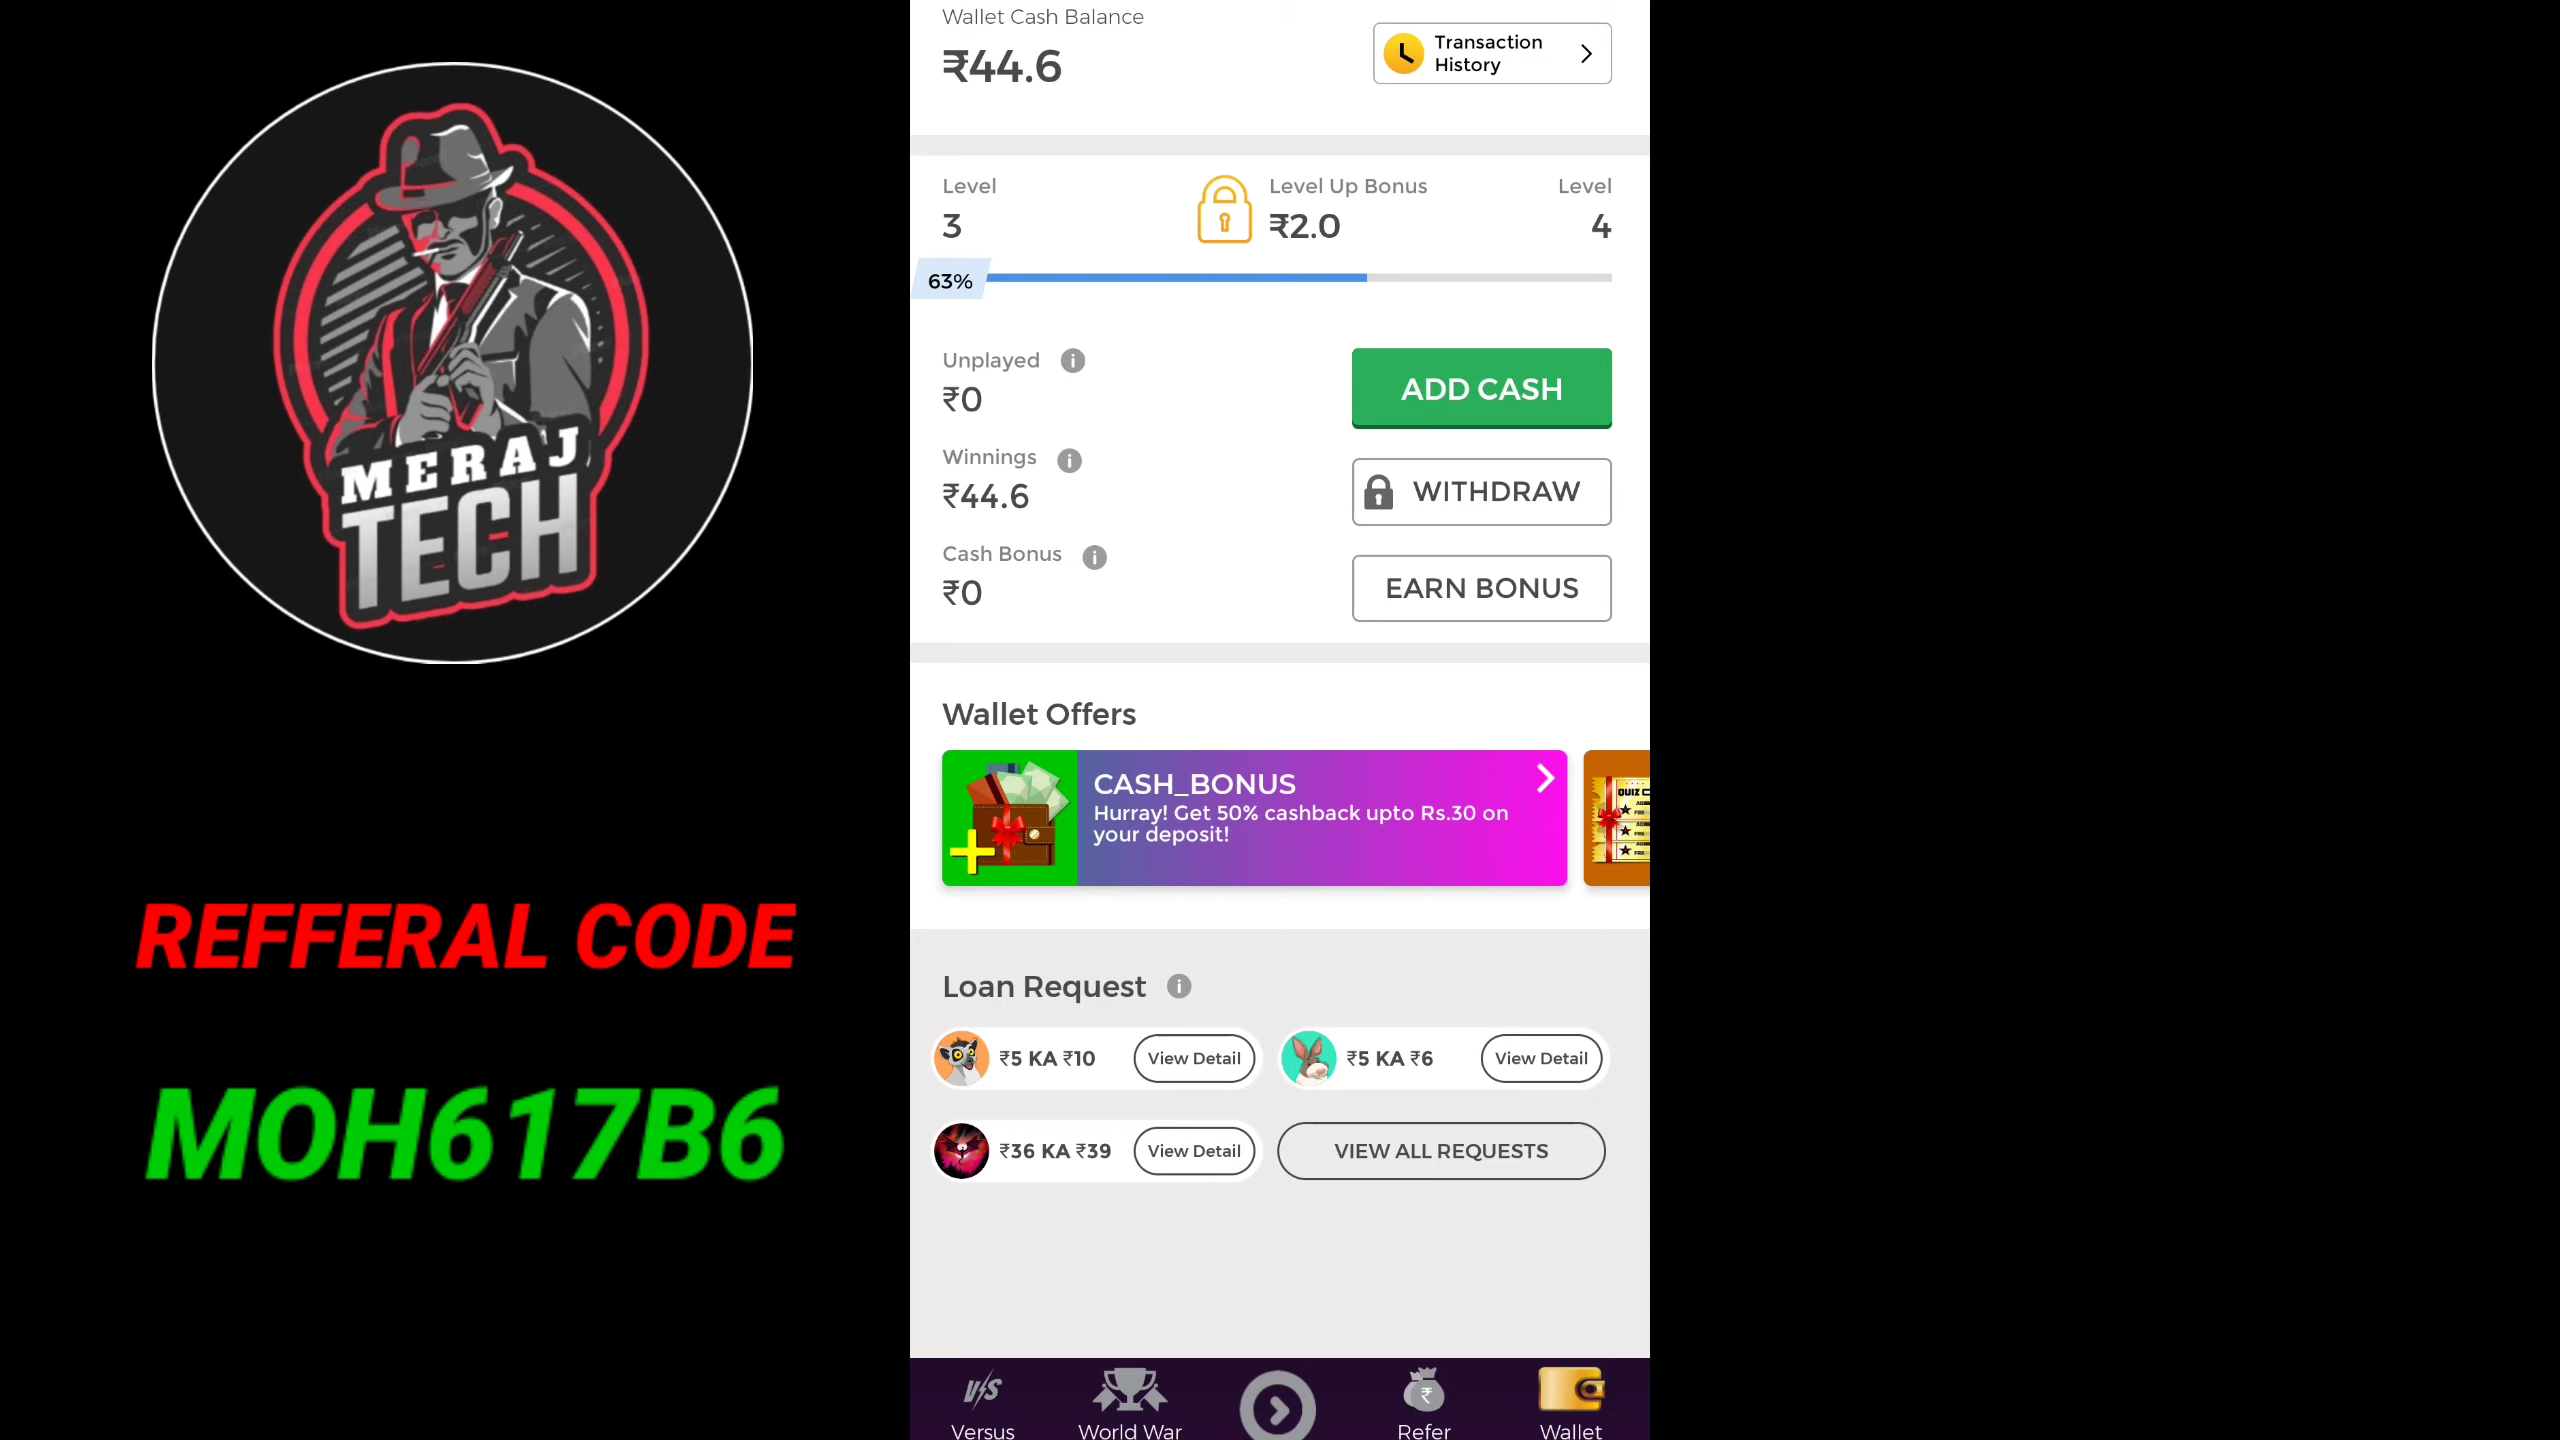 MERAJ
TECH
REFFERAL CODE
MOH617B6
Wallet Cash Balance
₹44.6
Transaction
History
Level
3
Level Up Bonus
₹2.0
Level
4
63%
Unplayed
₹0
ADD CASH
Winnings
₹44.6
WITHDRAW
Cash Bonus
₹0
EARN BONUS
Wallet Offers
CASH_BONUS
Hurray! Get 50% cashback upto Rs.30 on
your deposit!
QUIZ
Loan Request
₹5 KA ₹10
View Detail
₹5 KA ₹6
View Detail
₹36 KA ₹39
View Detail
VIEW ALL REQUESTS
V/S
Versus
World War
Refer
Wallet